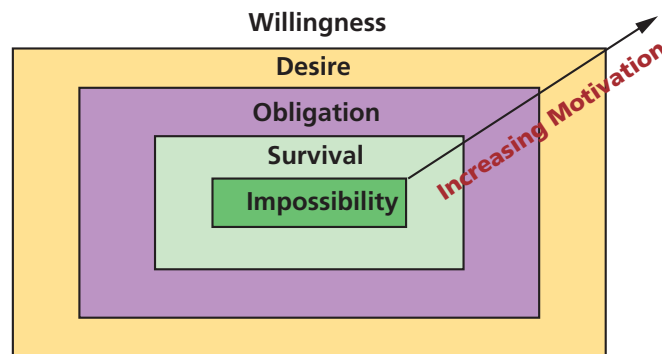 Willingness
Desire
Obligation
Survival
Impossibility
Increasing Motivation